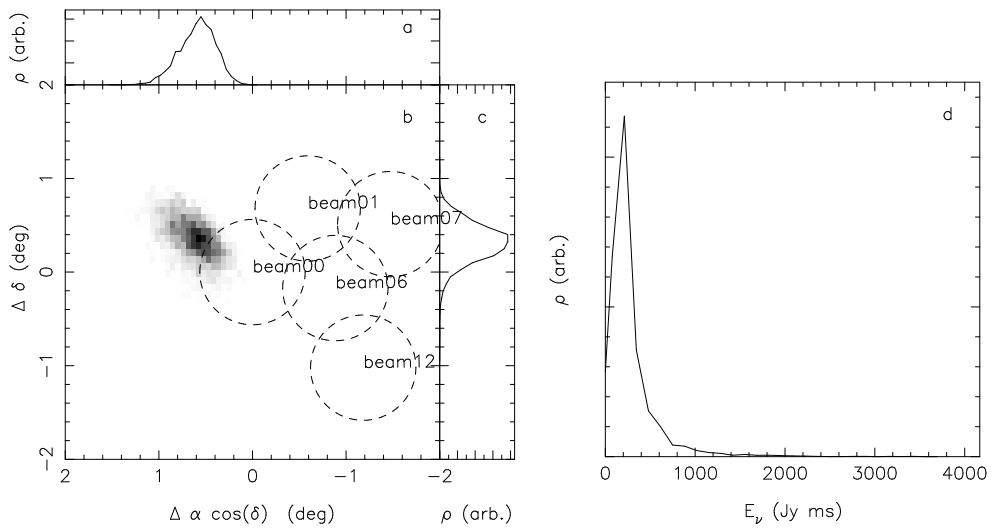 a
ρ (arb.)
2
b
c
d
1
beam01
beam07
beam00
beam06
0
Δ δ (deg)
ρ (arb.)
beam12
−1
−2
2
1
0
−1
−2
0
1000
2000
3000
4000
Δ α cos(δ) (deg)
ρ (arb.)
E_ν (Jy ms)